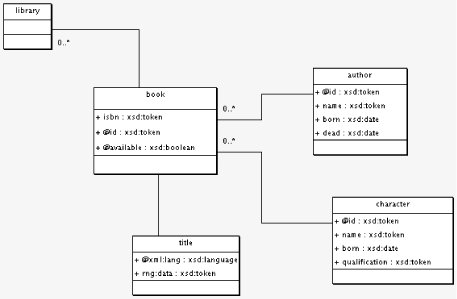 library
0..*
book
+ isbn : xsd:token
+ @id : xsd:token
+ @available : xsd:boolean
0..*
0..*
author
+ @id : xsd:token
+ name : xsd:token
+ born : xsd:date
+ dead : xsd:date
character
+ @id : xsd:token
+ name : xsd:token
+ born : xsd:date
+ qualification : xsd:token
title
+ @xml:lang : xsd:language
+ rng:data : xsd:token